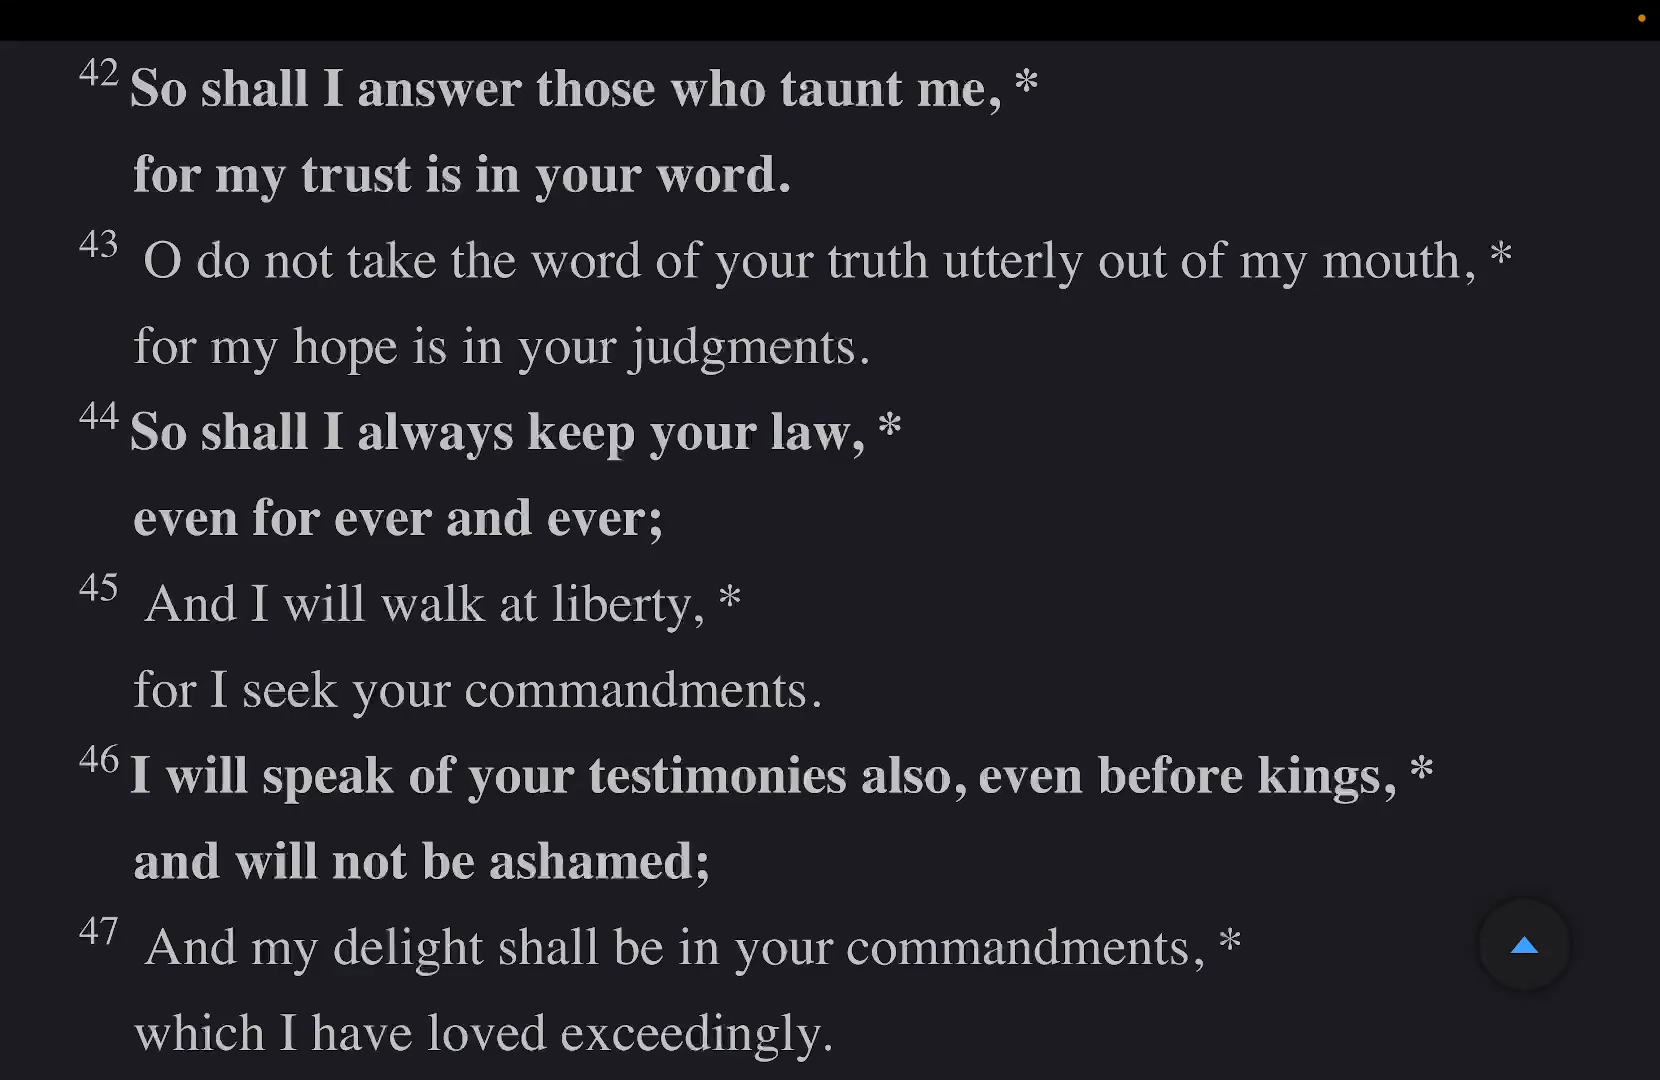 42 So shall I answer those who taunt me, *
for my trust is in your word.
43 O do not take the word of your truth utterly out of my mouth, *
for my hope is in your judgments.
44 So shall I always keep your law, *
even for ever and ever;
45 And I will walk at liberty, *
for I seek your commandments.
46 I will speak of your testimonies also, even before kings, *
and will not be ashamed;
47 And my delight shall be in your commandments, *
which I have loved exceedingly.